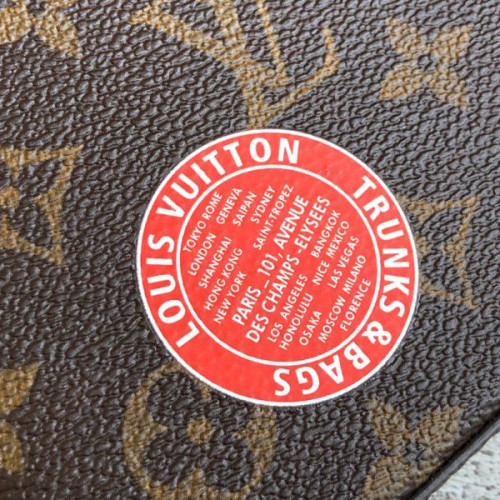 LOUIS VUITTON
TRUNKS & BAGS
TOKYO ROME
LONDON GENEVA
SHANGHAI SAIPAN
HONG KONG SYDNEY
NEW YORK SAINT-TROPEZ
PARIS 101, AVENUE
DES CHAMPS-ELYSEES
LOS ANGELES BANGKOK
HONOLULU NICE MEXICO
OSAKA LAS VEGAS
MOSCOW MILANO
FLORENCE
LV